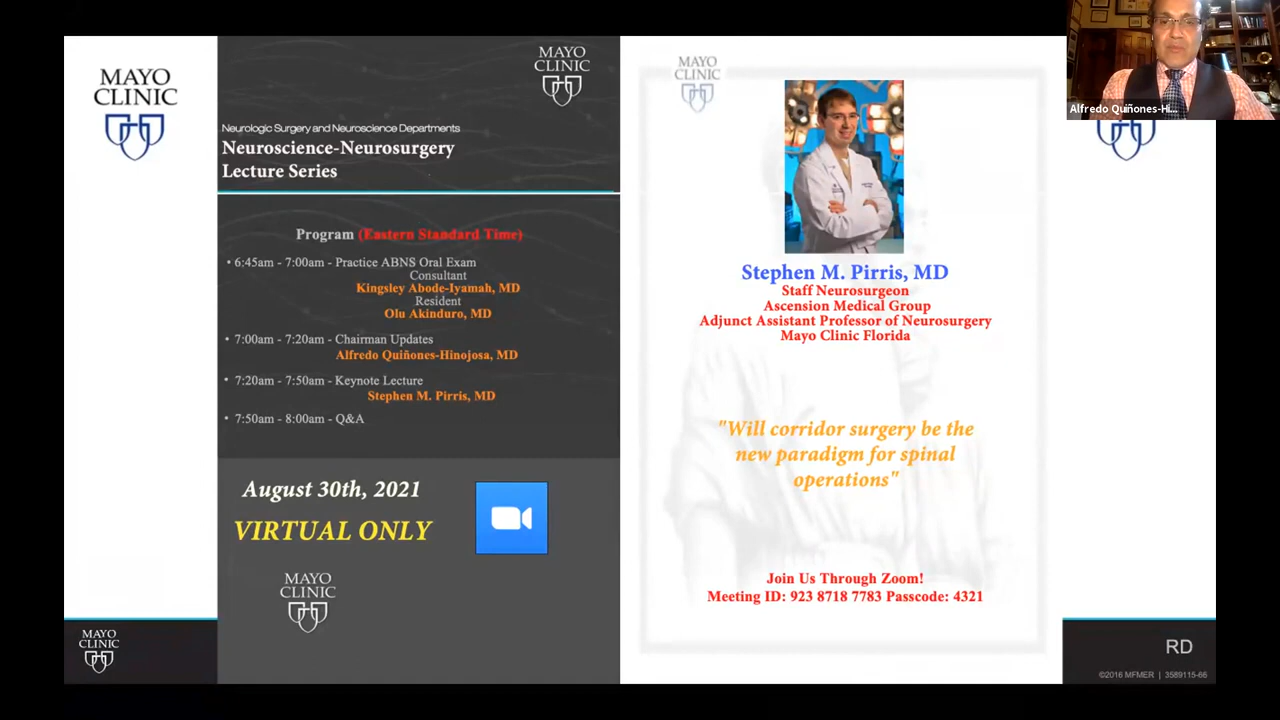 MAYO
CLINIC
MAYO
CLINIC
Neurologic Surgery and Neuroscience Departments
Neuroscience-Neurosurgery
Lecture Series
Program (Eastern Standard Time)
• 6:45am - 7:00am - Practice ABNS Oral Exam
Consultant
Kingsley Abode-Iyamah, MD
Resident
Olu Akinduro, MD
• 7:00am - 7:20am - Chairman Updates
Alfredo Quiñones-Hinojosa, MD
• 7:20am - 7:50am - Keynote Lecture
Stephen M. Pirris, MD
• 7:50am - 8:00am - Q&A
August 30th, 2021
VIRTUAL ONLY
MAYO
CLINIC
MAYO
CLINIC
MAYO
CLINIC
Stephen M. Pirris, MD
Staff Neurosurgeon
Ascension Medical Group
Adjunct Assistant Professor of Neurosurgery
Mayo Clinic Florida
"Will corridor surgery be the
new paradigm for spinal
operations"
Join Us Through Zoom!
Meeting ID: 923 8718 7783 Passcode: 4321
Alfredo Quiñones-Hi...
RD
©2016 MFMER | 3589115-66